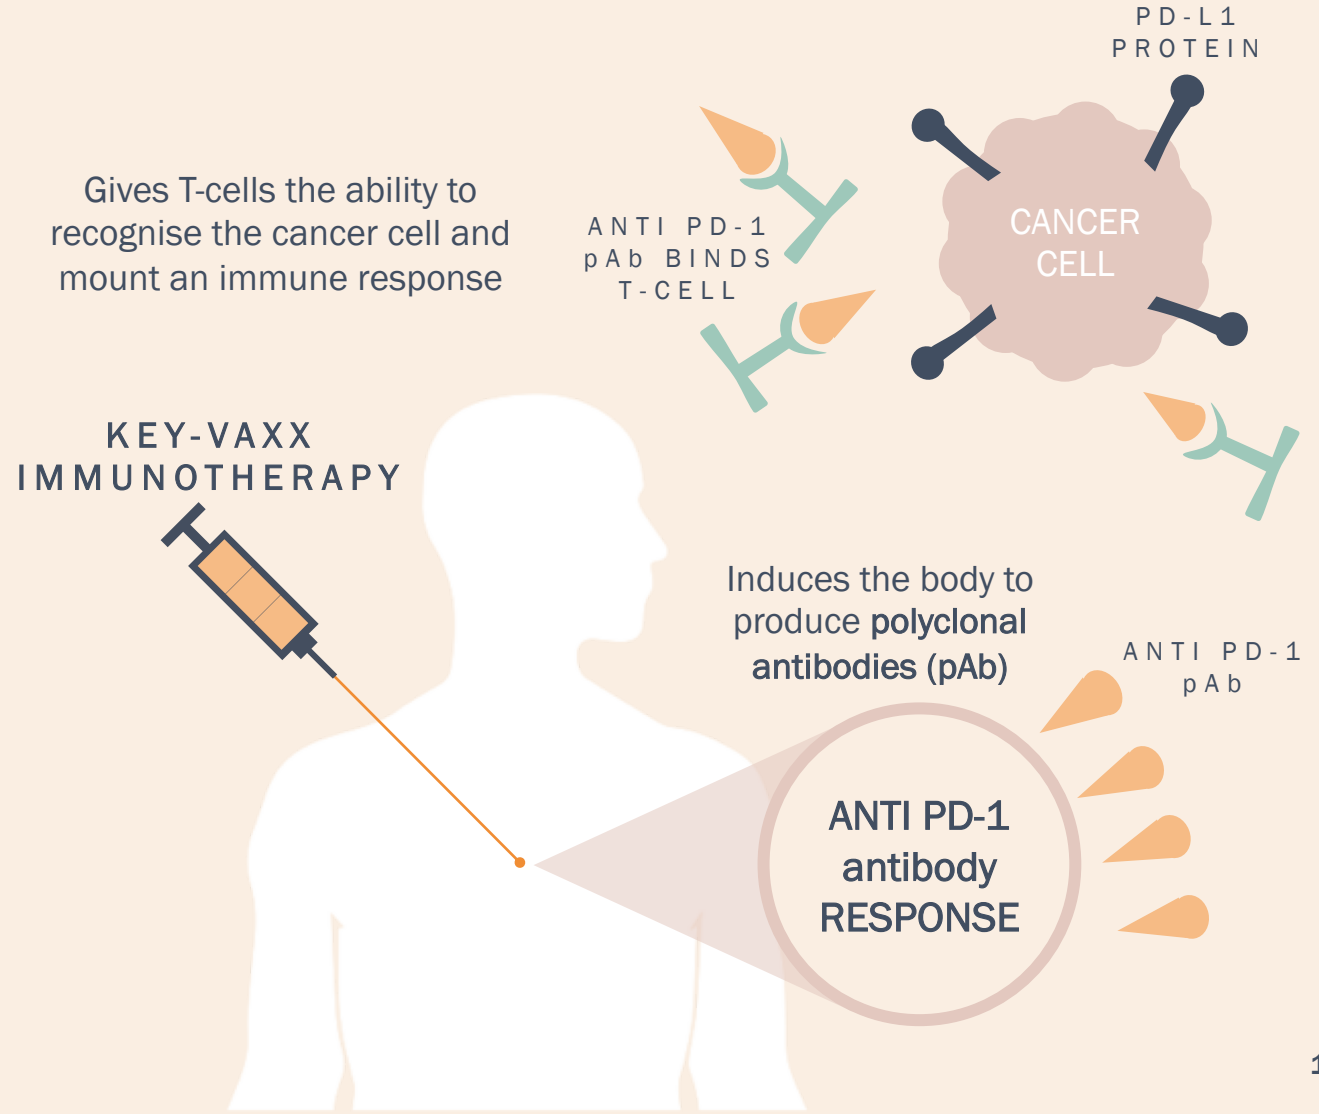 PD-L1
PROTEIN
Gives T-cells the ability to
recognise the cancer cell and
mount an immune response
ANTI PD-1
pAb BINDS
T-CELL
CANCER
CELL
KEY-VAXX
IMMUNOTHERAPY
Induces the body to
produce polyclonal
antibodies (pAb)
ANTI PD-1
pAb
ANTI PD-1
antibody
RESPONSE